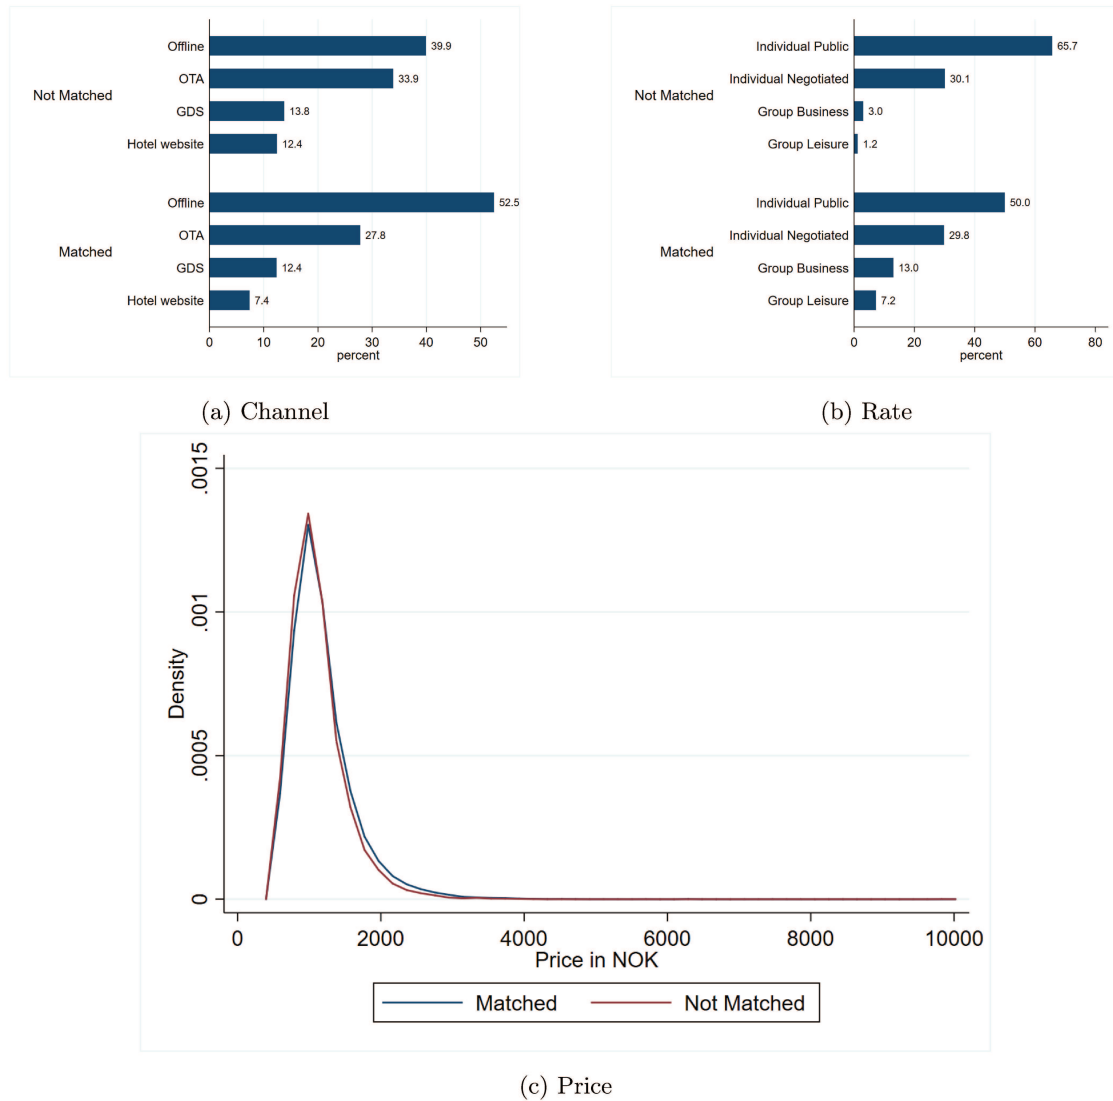 Not Matched
Offline 39.9
OTA 33.9
GDS 13.8
Hotel website 12.4
Matched
Offline 52.5
OTA 27.8
GDS 12.4
Hotel website 7.4
0 10 20 30 40 50
percent
(a) Channel
Not Matched
Individual Public 65.7
Individual Negotiated 30.1
Group Business 3.0
Group Leisure 1.2
Matched
Individual Public 50.0
Individual Negotiated 29.8
Group Business 13.0
Group Leisure 7.2
0 20 40 60 80
percent
(b) Rate
Density
.0015
.001
.0005
0
0 2000 4000 6000 8000 10000
Price in NOK
Matched Not Matched
(c) Price